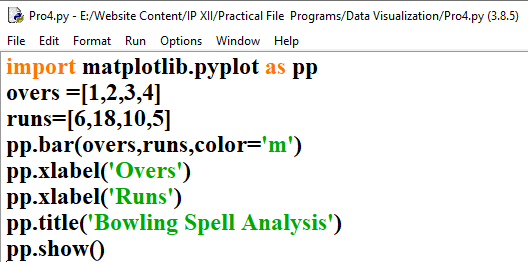 Pro4.py - E:/Website Content/IP XII/Practical File Programs/Data Visualization/Pro4.py (3.8.5)
File Edit Format Run Options Window Help
import matplotlib.pyplot as pp
overs =[1,2,3,4]
runs=[6,18,10,5]
pp.bar(overs,runs,color='m')
pp.xlabel('Overs')
pp.xlabel('Runs')
pp.title('Bowling Spell Analysis')
pp.show()